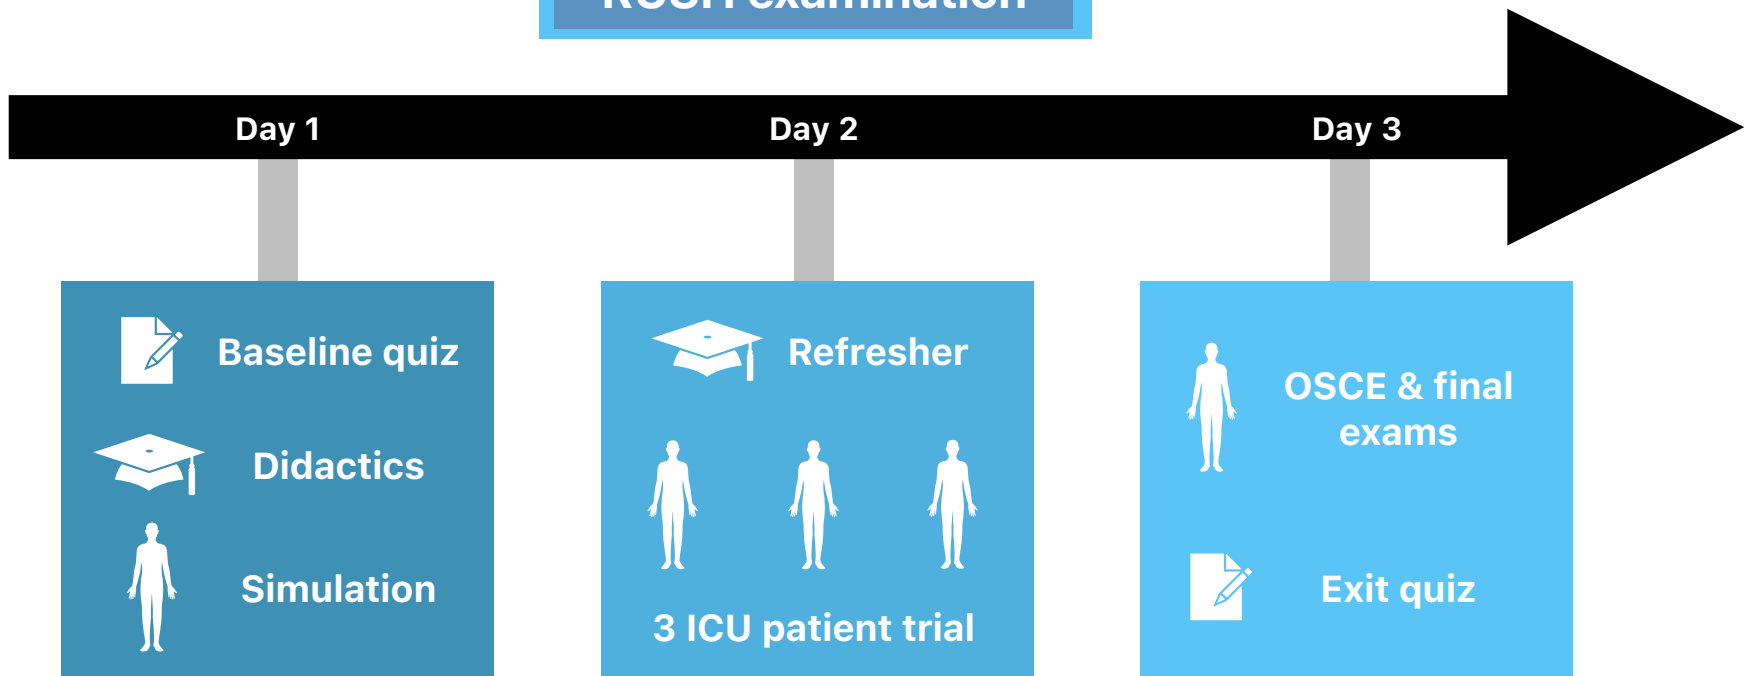 examination
Day 1
Day 2
Day 3
Baseline quiz
Didactics
Simulation
Refresher
3 ICU patient trial
OSCE & final
exams
Exit quiz